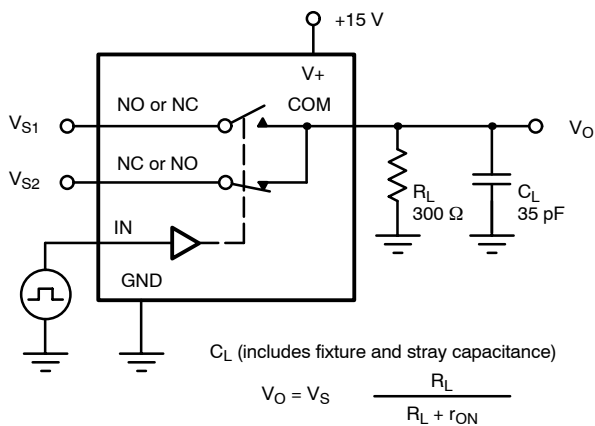 +15 V
V+
NO or NC
COM
VS1
VO
VS2
NC or NO
RL
300 Ω
CL
35 pF
IN
GND
CL (includes fixture and stray capacitance)
VO = VS RL
RL + rON